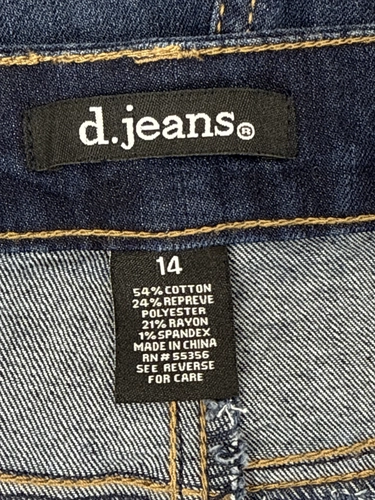 d.jeans®
14
54% COTTON
24% REPREVE
POLYESTER
21% RAYON
1% SPANDEX
MADE IN CHINA
RN # 55356
SEE REVERSE
FOR CARE